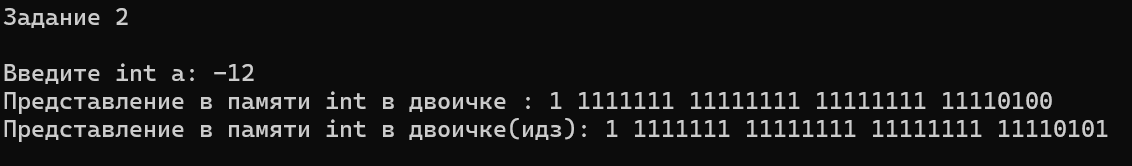 Задание 2
Введите int a: -12
Представление в памяти int в двоичке : 1 1111111 11111111 11111111 11110100
Представление в памяти int в двоичке(идз): 1 1111111 11111111 11111111 11110101